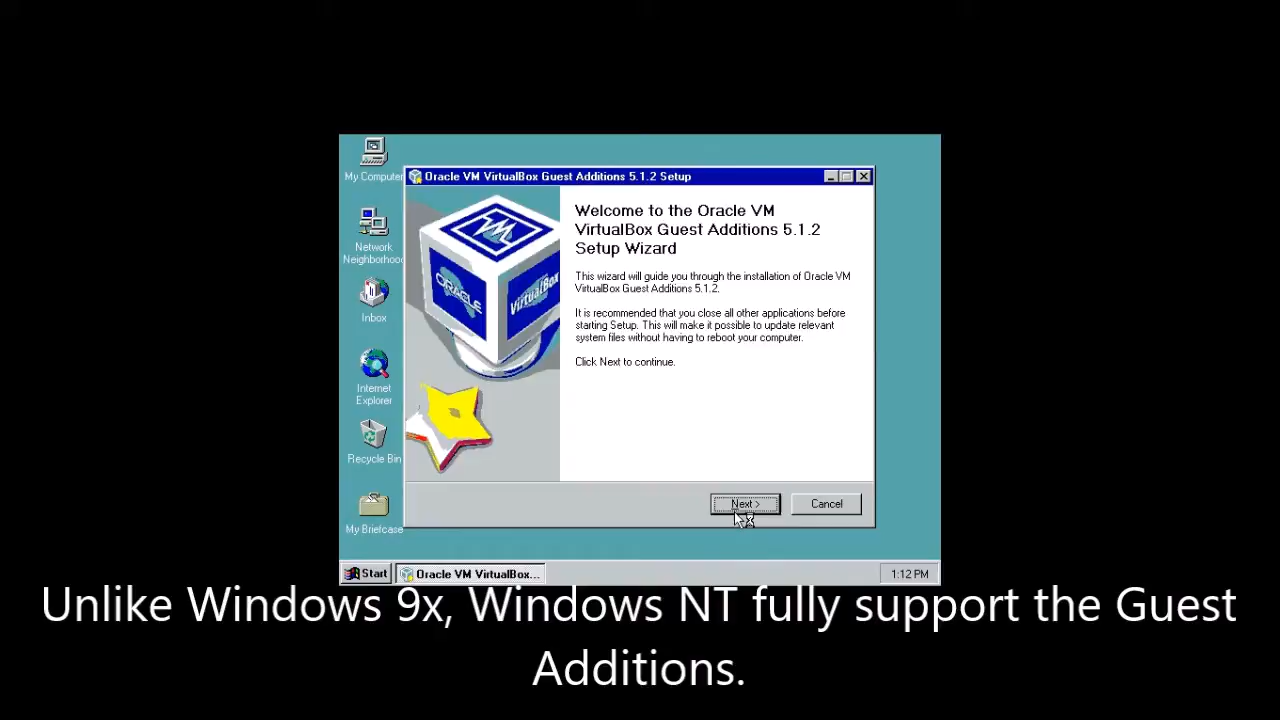 My Computer
Network
Neighborhood
Inbox
Internet
Explorer
Recycle Bin
My Briefcase
Oracle VM VirtualBox Guest Additions 5.1.2 Setup
ORACLE
VirtualBox
Welcome to the Oracle VM
VirtualBox Guest Additions 5.1.2
Setup Wizard
This wizard will guide you through the installation of Oracle VM
VirtualBox Guest Additions 5.1.2.
It is recommended that you close all other applications before
starting Setup. This will make it possible to update relevant
system files without having to reboot your computer.
Click Next to continue.
Next >
Cancel
Start
Oracle VM VirtualBox...
1:12 PM
Unlike Windows 9x, Windows NT fully support the Guest
Additions.